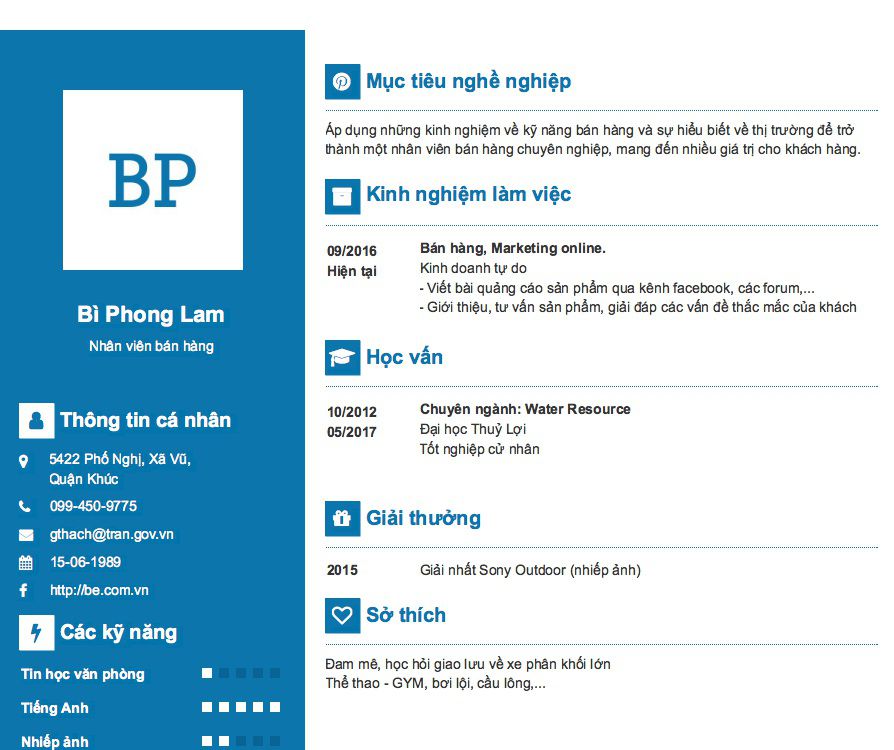 BP
Bì Phong Lam
Nhân viên bán hàng
Thông tin cá nhân
5422 Phố Nghị, Xã Vũ,
Quận Khúc
099-450-9775
gthach@tran.gov.vn
15-06-1989
http://be.com.vn
Các kỹ năng
Tin học văn phòng
Tiếng Anh
Nhiếp ảnh
Mục tiêu nghề nghiệp
Áp dụng những kinh nghiệm về kỹ năng bán hàng và sự hiểu biết về thị trường để trở
thành một nhân viên bán hàng chuyên nghiệp, mang đến nhiều giá trị cho khách hàng.
Kinh nghiệm làm việc
09/2016
Hiện tại
Bán hàng, Marketing online.
Kinh doanh tự do
- Viết bài quảng cáo sản phẩm qua kênh facebook, các forum,...
- Giới thiệu, tư vấn sản phẩm, giải đáp các vấn đề thắc mắc của khách
Học vấn
10/2012
05/2017
Chuyên ngành: Water Resource
Đại học Thuỷ Lợi
Tốt nghiệp cử nhân
Giải thưởng
2015
Giải nhất Sony Outdoor (nhiếp ảnh)
Sở thích
Đam mê, học hỏi giao lưu về xe phân khối lớn
Thể thao - GYM, bơi lội, cầu lông,...